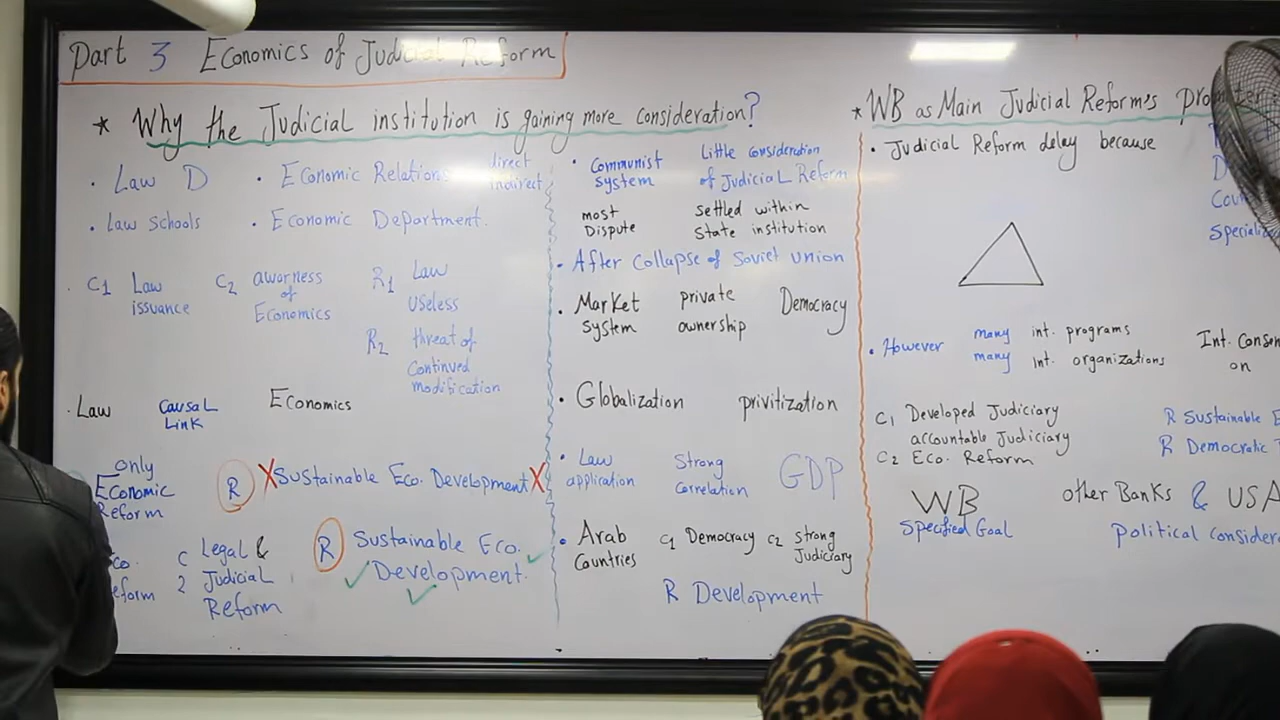 Part 3 Economics of Judicial Reform
* Why the Judicial institution is gaining more consideration?
. Law D . Economic Relations direct indirect
. Law Schools . Economic Department.
. C1 Law issuance
C2 awarness of Economics
R1 Law useless
R2 threat of continued modification
. Law Causal Link Economics
only Economic Reform
R X Sustainable Eco. Development X
C2 Legal & Judicial Reform
R Sustainable Eco. Development.
. Communist System Little consideration of Judicial Reform
most Dispute Settled within State institution
. After Collapse of Soviet union
. Market System private ownership Democracy
. Globalization privitization
. Law application Strong Correlation GDP
. Arab Countries C1 Democracy C2 strong Judiciary
R Development
* WB as Main Judicial Reform's
. Judicial Reform delay because
. However many int. programs
many int. organizations
Int.
on
C1 Developed Judiciary
accountable Judiciary
C2 Eco. Reform
R Sustainable
R Democratic
WB
Specified Goal
other Banks & USA
Political